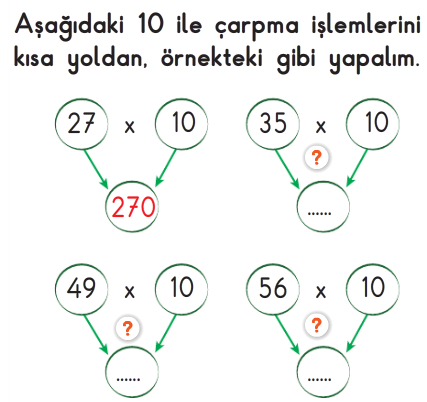 Aşağıdaki 10 ile çarpma işlemlerini
kısa yoldan, örnekteki gibi yapalım.
27 x 10
270
35 x 10
?
......
49 x 10
?
......
56 x 10
?
......